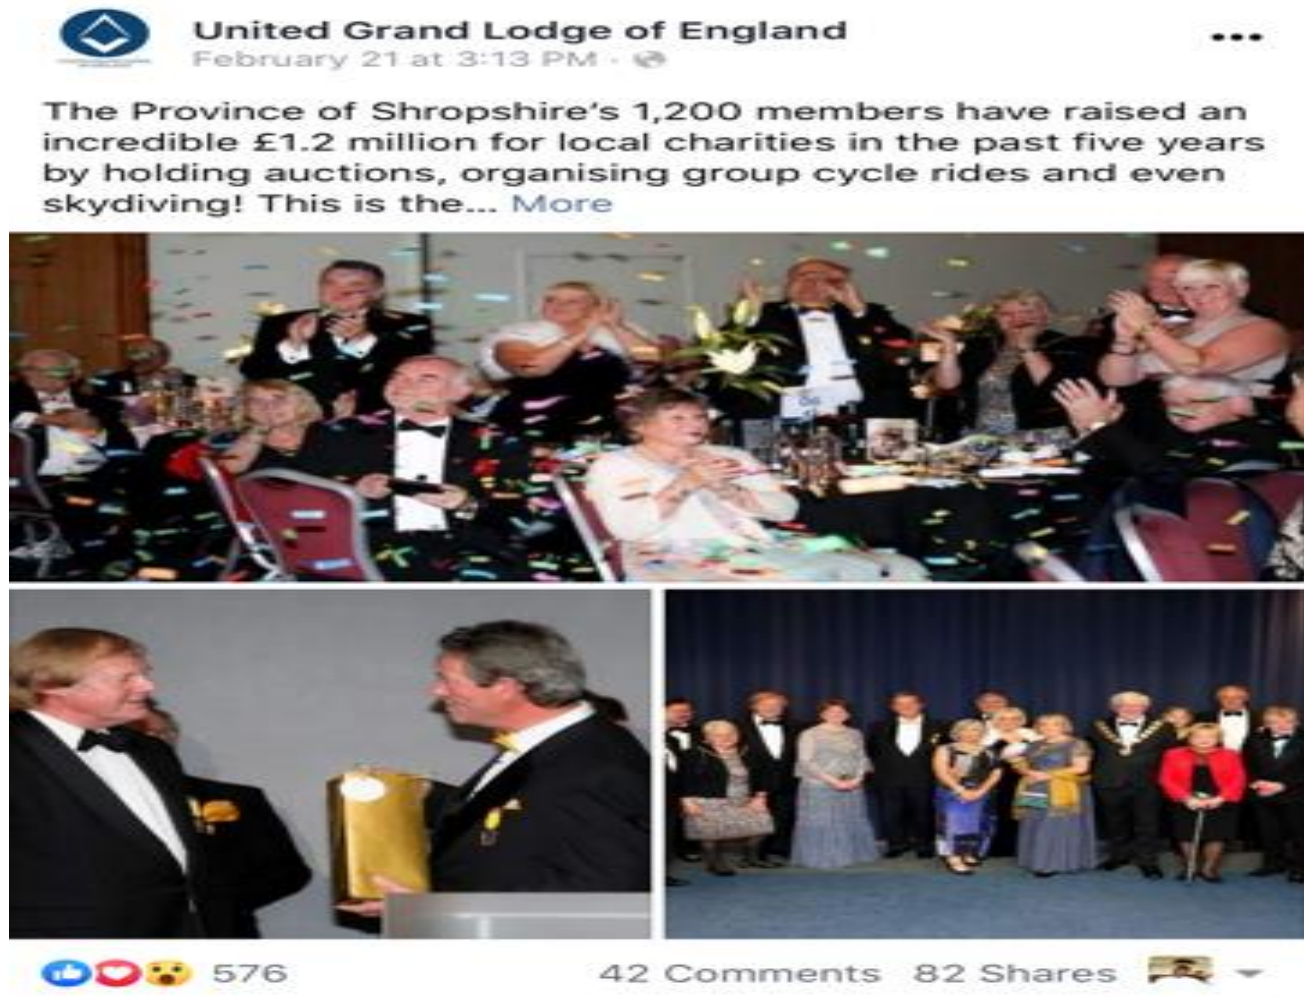 United Grand Lodge of England
February 21 at 3:13 PM ·
The Province of Shropshire's 1,200 members have raised an
incredible £1.2 million for local charities in the past five years
by holding auctions, organising group cycle rides and even
skydiving! This is the... More
576
42 Comments 82 Shares